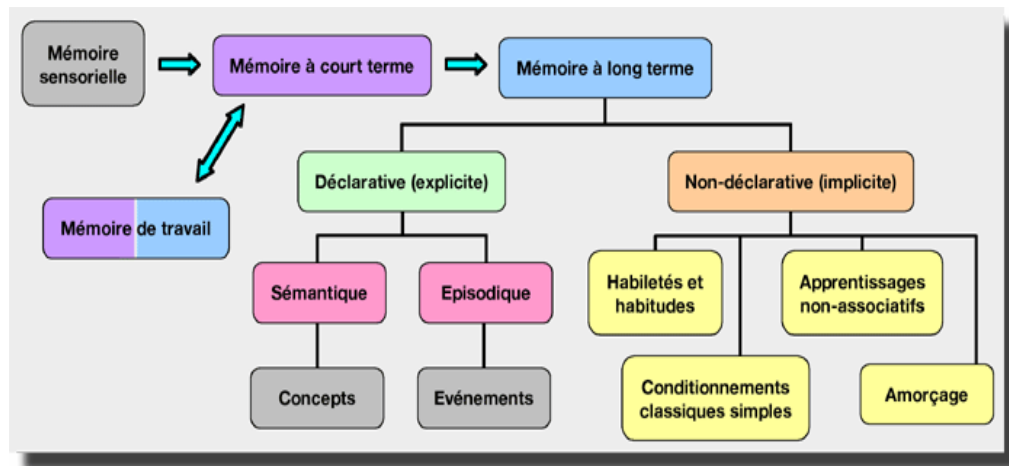 Mémoire
sensorielle
Mémoire à court terme
Mémoire à long terme
Déclarative (explicite)
Non-déclarative (implicite)
Mémoire de travail
Sémantique
Episodique
Habiletés et
habitudes
Apprentissages
non-associatifs
Concepts
Evénements
Conditionnements
classiques simples
Amorçage